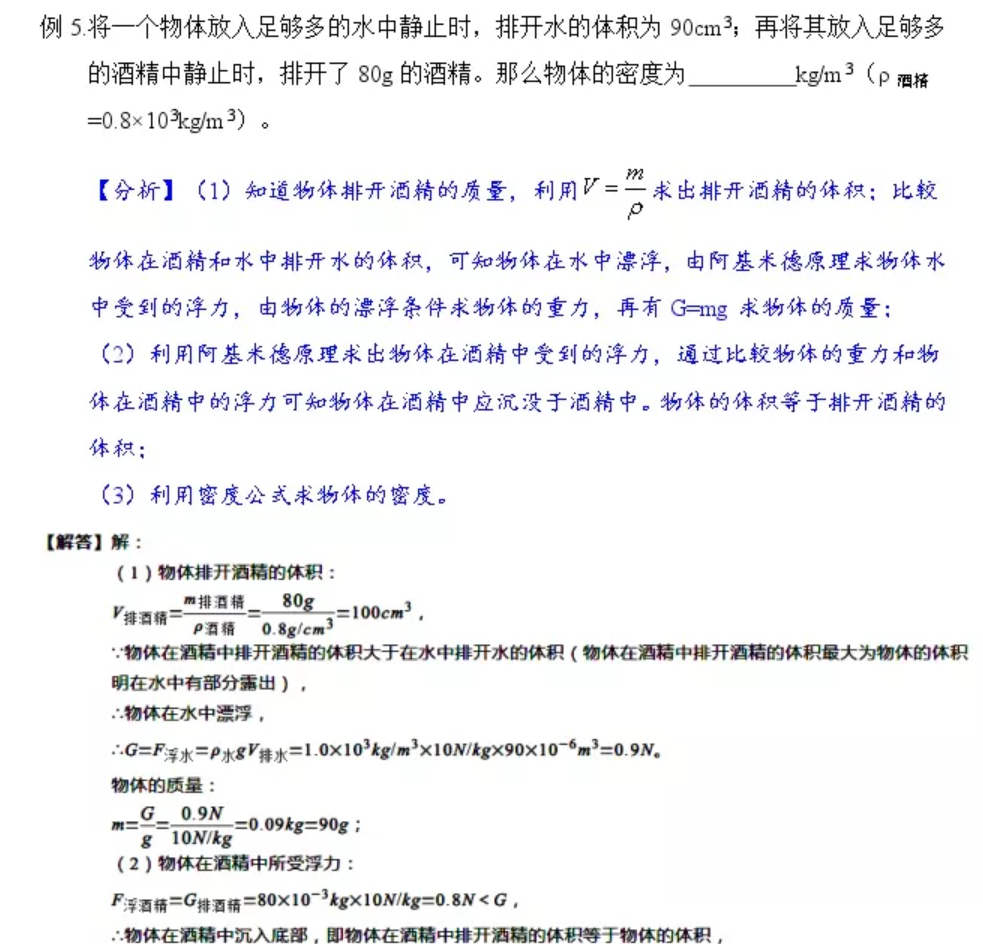 例 5.将一个物体放入足够多的水中静止时，排开水的体积为 90cm³；再将其放入足够多
的酒精中静止时，排开了 80g 的酒精。那么物体的密度为_________kg/m³（ρ酒精
=0.8×10³kg/m³）。
【分析】（1）知道物体排开酒精的质量，利用V=m/ρ求出排开酒精的体积；比较
物体在酒精和水中排开水的体积，可知物体在水中漂浮，由阿基米德原理求物体水
中受到的浮力，由物体的漂浮条件求物体的重力，再有 G=mg 求物体的质量；
（2）利用阿基米德原理求出物体在酒精中受到的浮力，通过比较物体的重力和物
体在酒精中的浮力可知物体在酒精中应沉没于酒精中。物体的体积等于排开酒精的
体积；
（3）利用密度公式求物体的密度。
【解答】解：
（1）物体排开酒精的体积：
V排酒精=m排酒精/ρ酒精=80g/0.8g/cm³=100cm³，
∵物体在酒精中排开酒精的体积大于在水中排开水的体积（物体在酒精中排开酒精的体积最大为物体的体积
明在水中有部分露出），
∴物体在水中漂浮，
∴G=F浮水=ρ水gV排水=1.0×10³kg/m³×10N/kg×90×10⁻⁶m³=0.9N。
物体的质量：
m=G/g=0.9N/10N/kg=0.09kg=90g；
（2）物体在酒精中所受浮力：
F浮酒精=G排酒精=80×10⁻³kg×10N/kg=0.8N<G，
∴物体在酒精中沉入底部，即物体在酒精中排开酒精的体积等于物体的体积，